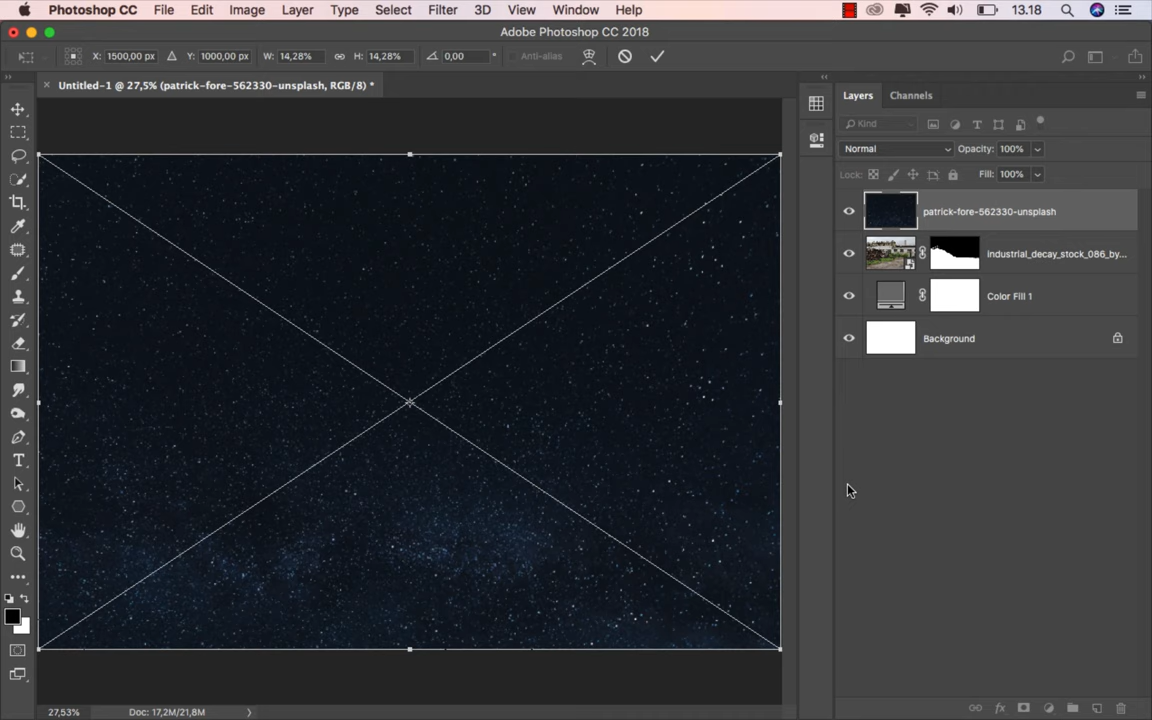 Photoshop CC File Edit Image Layer Type Select Filter 3D View Window Help 13.18
Adobe Photoshop CC 2018
X: 1500,00 px Y: 1000,00 px W: 14,28% H: 14,28% 0,00 ° Anti-alias
× Untitled-1 @ 27,5% (patrick-fore-562330-unsplash, RGB/8) *
Layers Channels
Kind
Normal Opacity: 100%
Lock: Fill: 100%
patrick-fore-562330-unsplash
industrial_decay_stock_086_by...
Color Fill 1
Background
27,53% Doc: 17,2M/21,8M